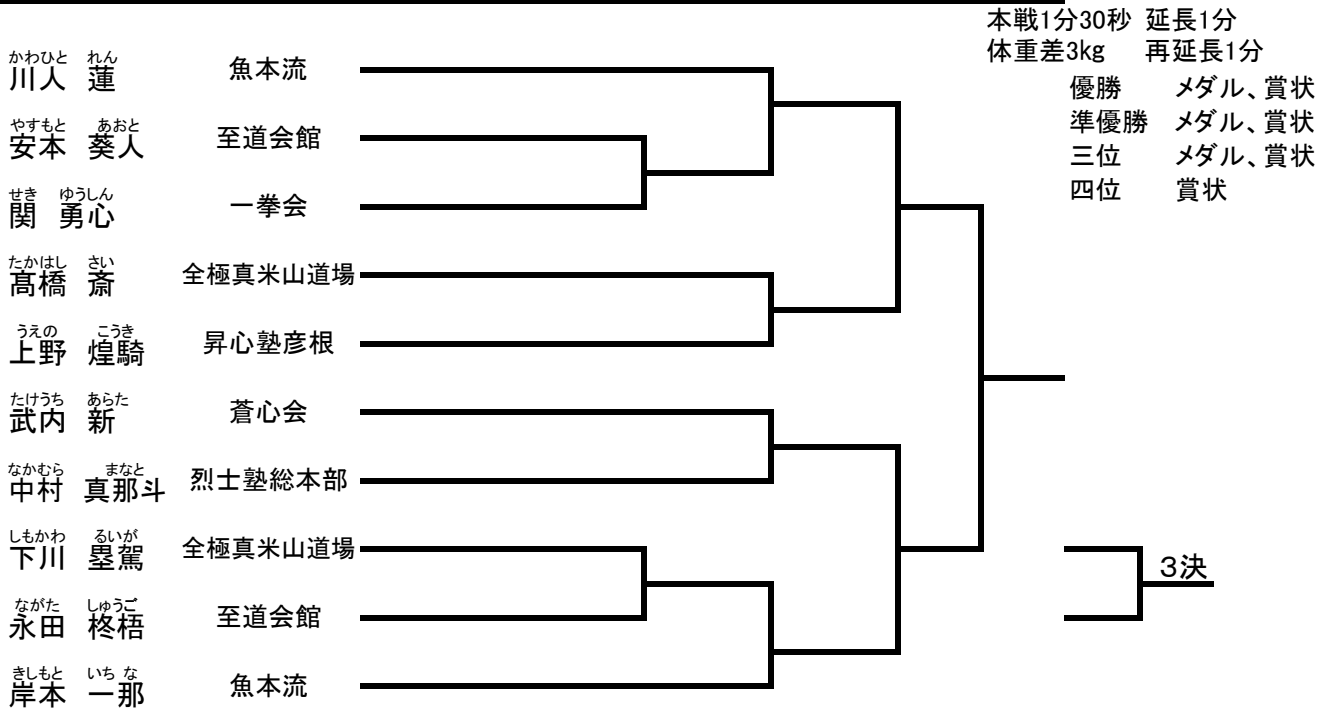 本戦1分30秒 延長1分
体重差3kg 再延長1分
優勝 メダル、賞状
準優勝 メダル、賞状
三位 メダル、賞状
四位 賞状
かわひと れん
川人 蓮 魚本流
やすもと あおと
安本 葵人 至道会館
せき ゆうしん
関 勇心 一拳会
たかはし さい
髙橋 斎 全極真米山道場
うえの こうき
上野 煌騎 昇心塾彦根
たけうち あらた
武内 新 蒼心会
なかむら まなと
中村 真那斗 烈士塾総本部
しもかわ るいが
下川 塁駕 全極真米山道場
ながた しゅうご
永田 柊梧 至道会館
きしもと いち な
岸本 一那 魚本流
3決